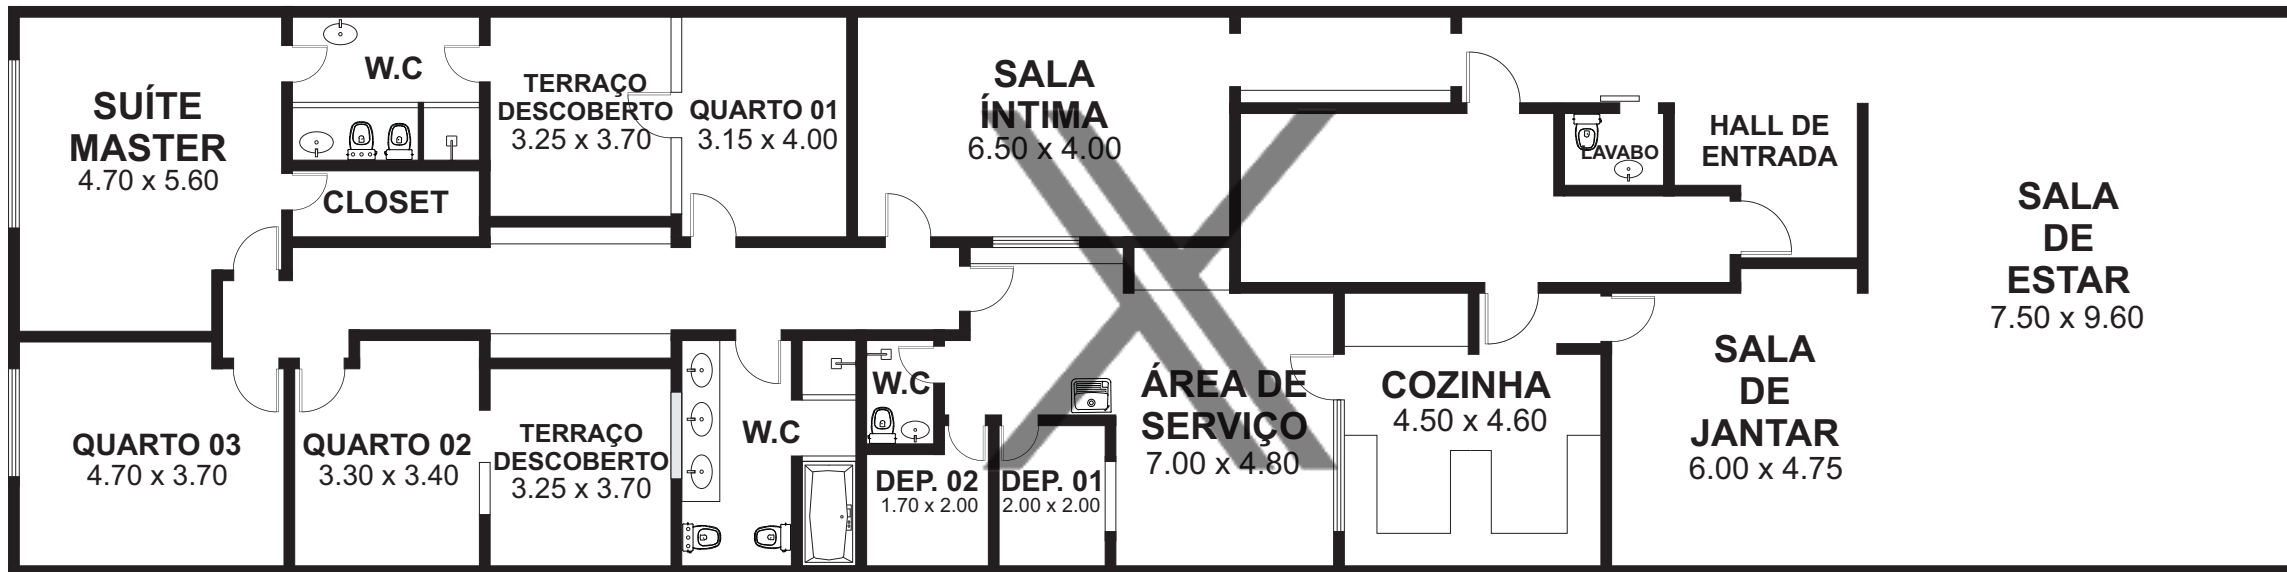 SUÍTE
MASTER
4.70 x 5.60
W.C
CLOSET
TERRAÇO
DESCOBERTO
3.25 x 3.70
QUARTO 01
3.15 x 4.00
SALA
ÍNTIMA
6.50 x 4.00
LAVABO
HALL DE
ENTRADA
SALA
DE
ESTAR
7.50 x 9.60
QUARTO 03
4.70 x 3.70
QUARTO 02
3.30 x 3.40
TERRAÇO
DESCOBERTO
3.25 x 3.70
W.C
W.C
DEP. 02
1.70 x 2.00
DEP. 01
2.00 x 2.00
ÁREA DE
SERVIÇO
7.00 x 4.80
COZINHA
4.50 x 4.60
SALA
DE
JANTAR
6.00 x 4.75